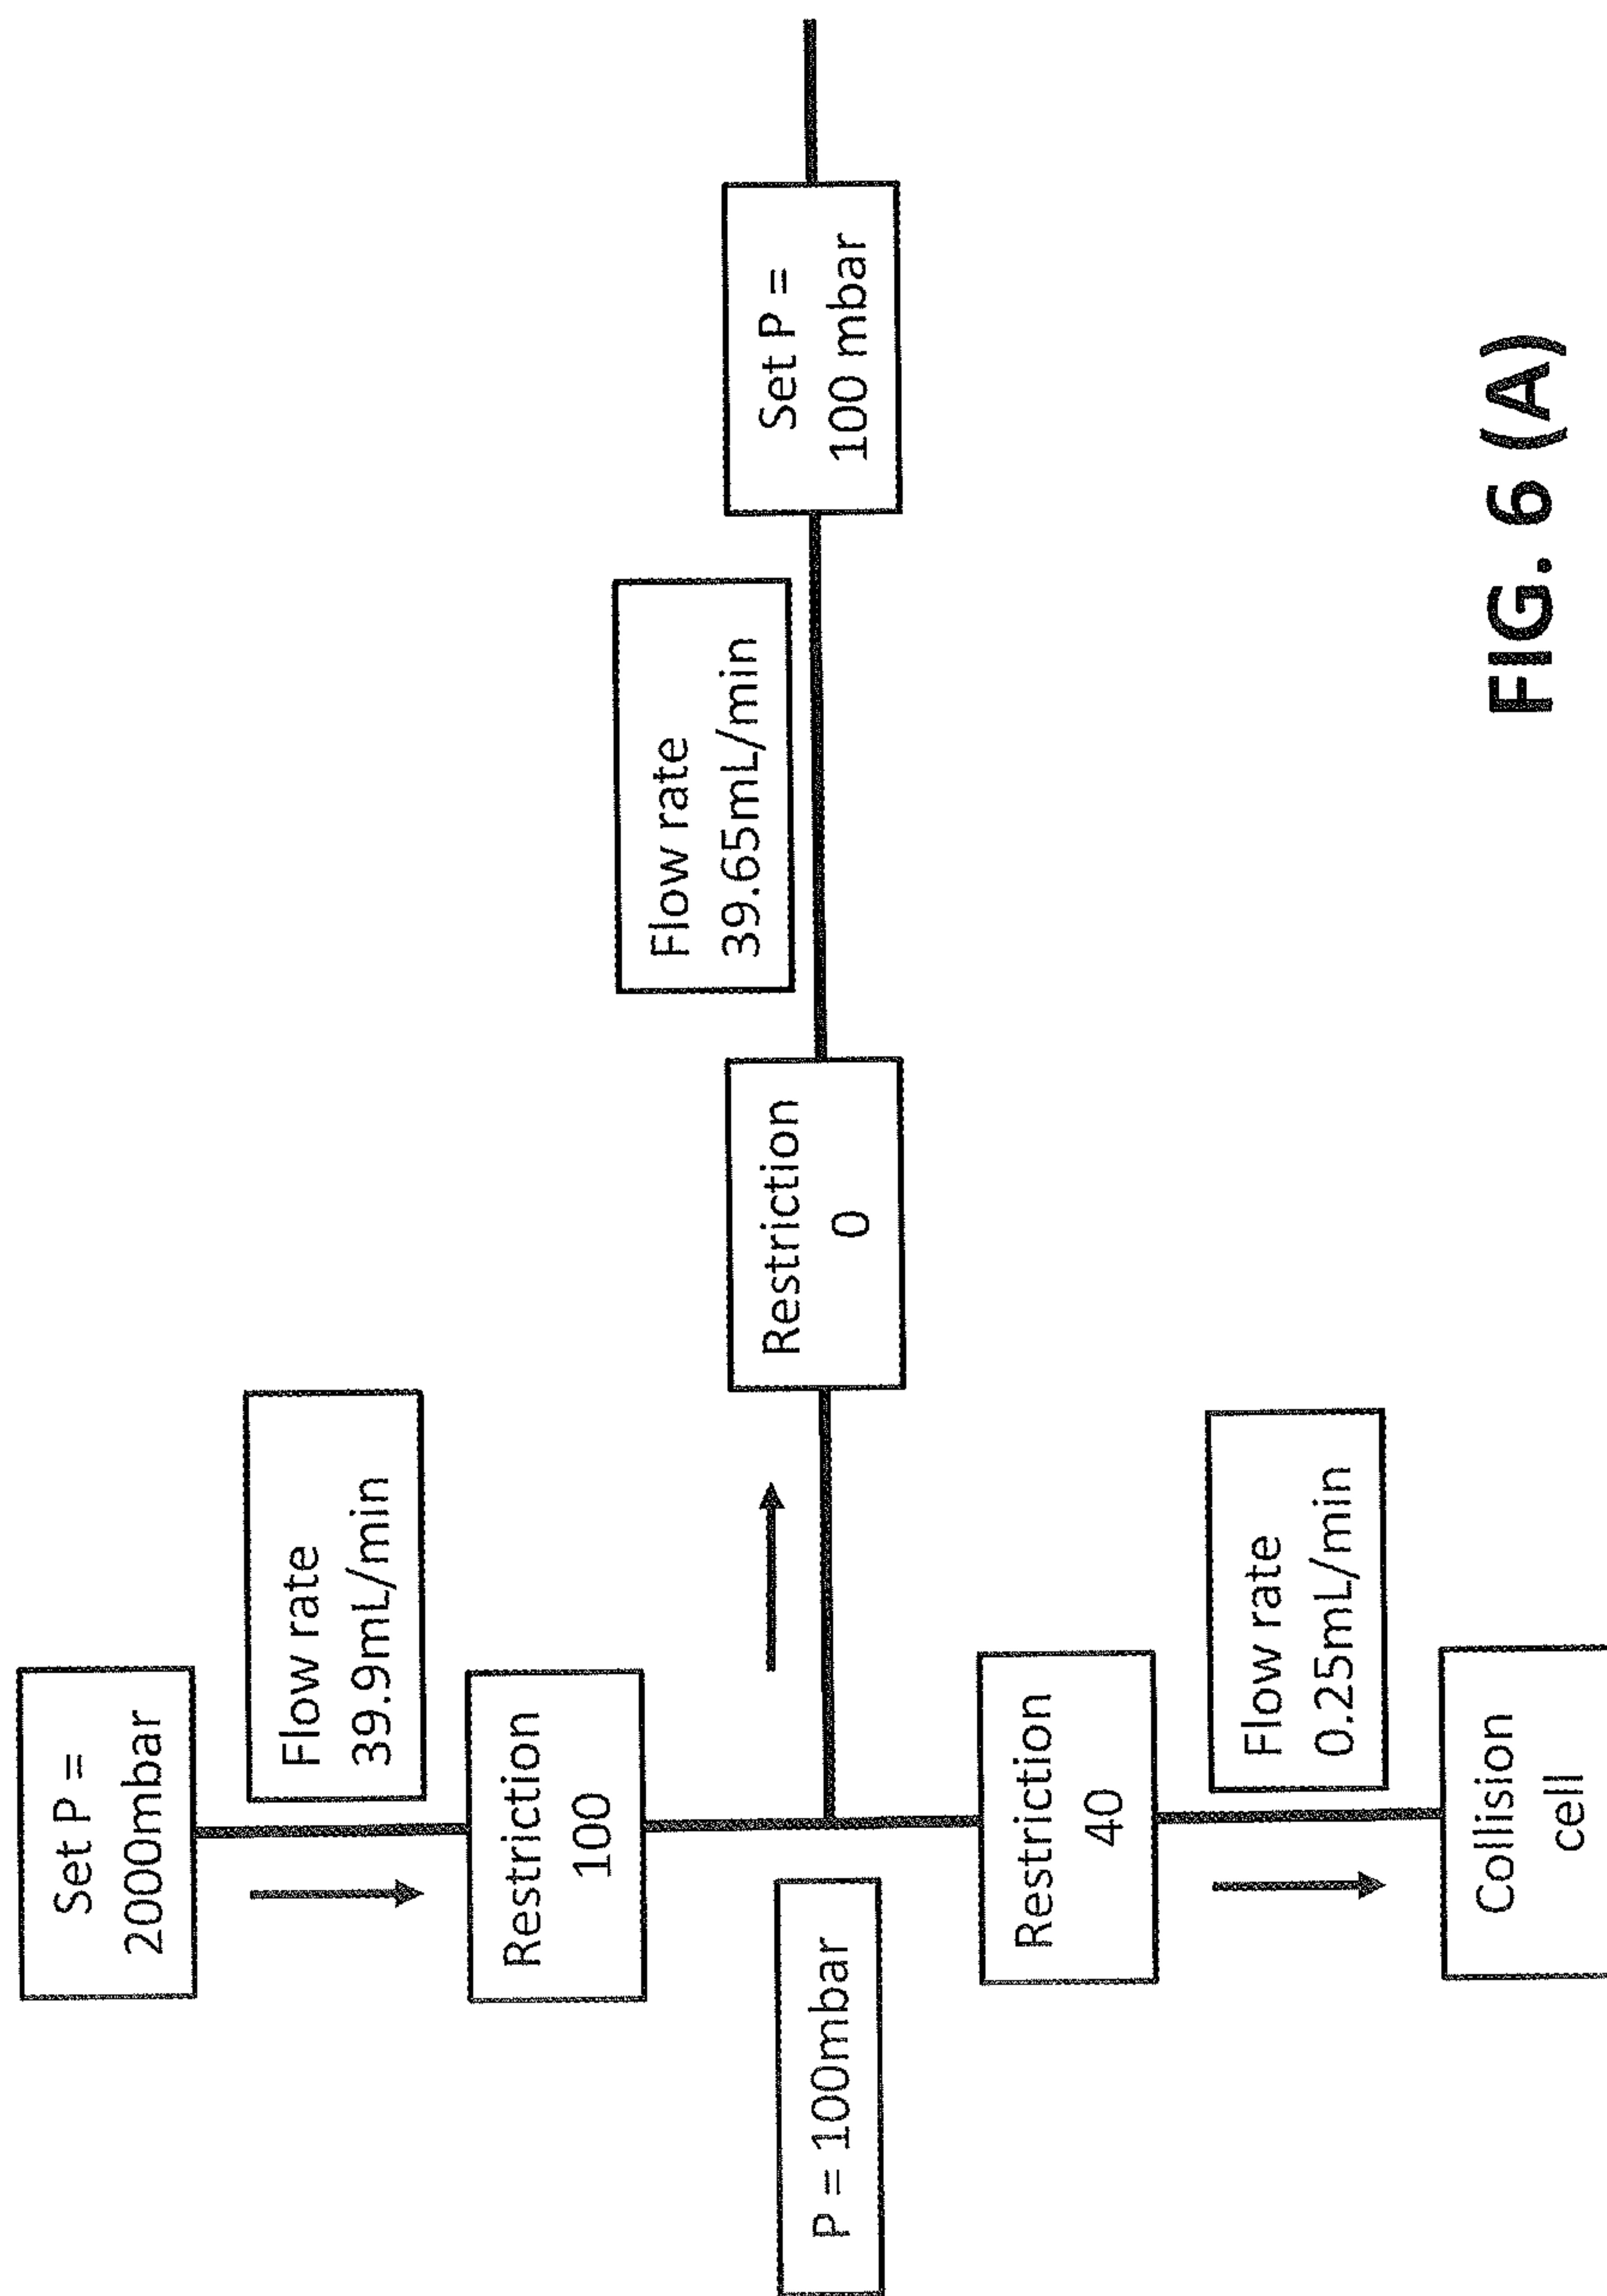 Set P =
2000mbar
Flow rate
39.9mL/min
Restriction
100
P = 100mbar
Restriction
0
Flow rate
39.65mL/min
Set P =
100 mbar
Restriction
40
Flow rate
0.25mL/min
Collision
cell
FIG. 6 (A)